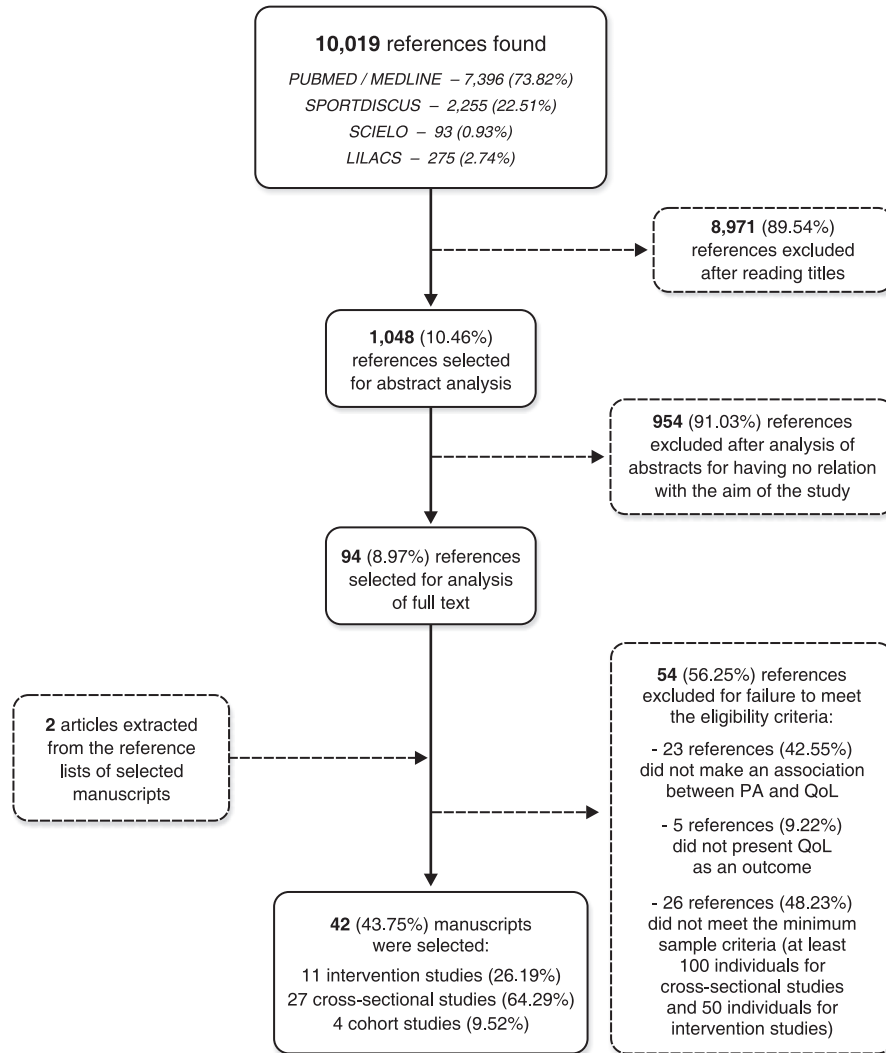 10,019 references found
PUBMED / MEDLINE – 7,396 (73.82%)
SPORTDISCUS – 2,255 (22.51%)
SCIELO – 93 (0.93%)
LILACS – 275 (2.74%)
8,971 (89.54%)
references excluded
after reading titles
1,048 (10.46%)
references selected
for abstract analysis
954 (91.03%) references
excluded after analysis of
abstracts for having no relation
with the aim of the study
94 (8.97%) references
selected for analysis
of full text
2 articles extracted
from the reference
lists of selected
manuscripts
54 (56.25%) references
excluded for failure to meet
the eligibility criteria:
- 23 references (42.55%)
did not make an association
between PA and QoL
- 5 references (9.22%)
did not present QoL
as an outcome
- 26 references (48.23%)
did not meet the minimum
sample criteria (at least
100 individuals for
cross-sectional studies
and 50 individuals for
intervention studies)
42 (43.75%) manuscripts
were selected:
11 intervention studies (26.19%)
27 cross-sectional studies (64.29%)
4 cohort studies (9.52%)